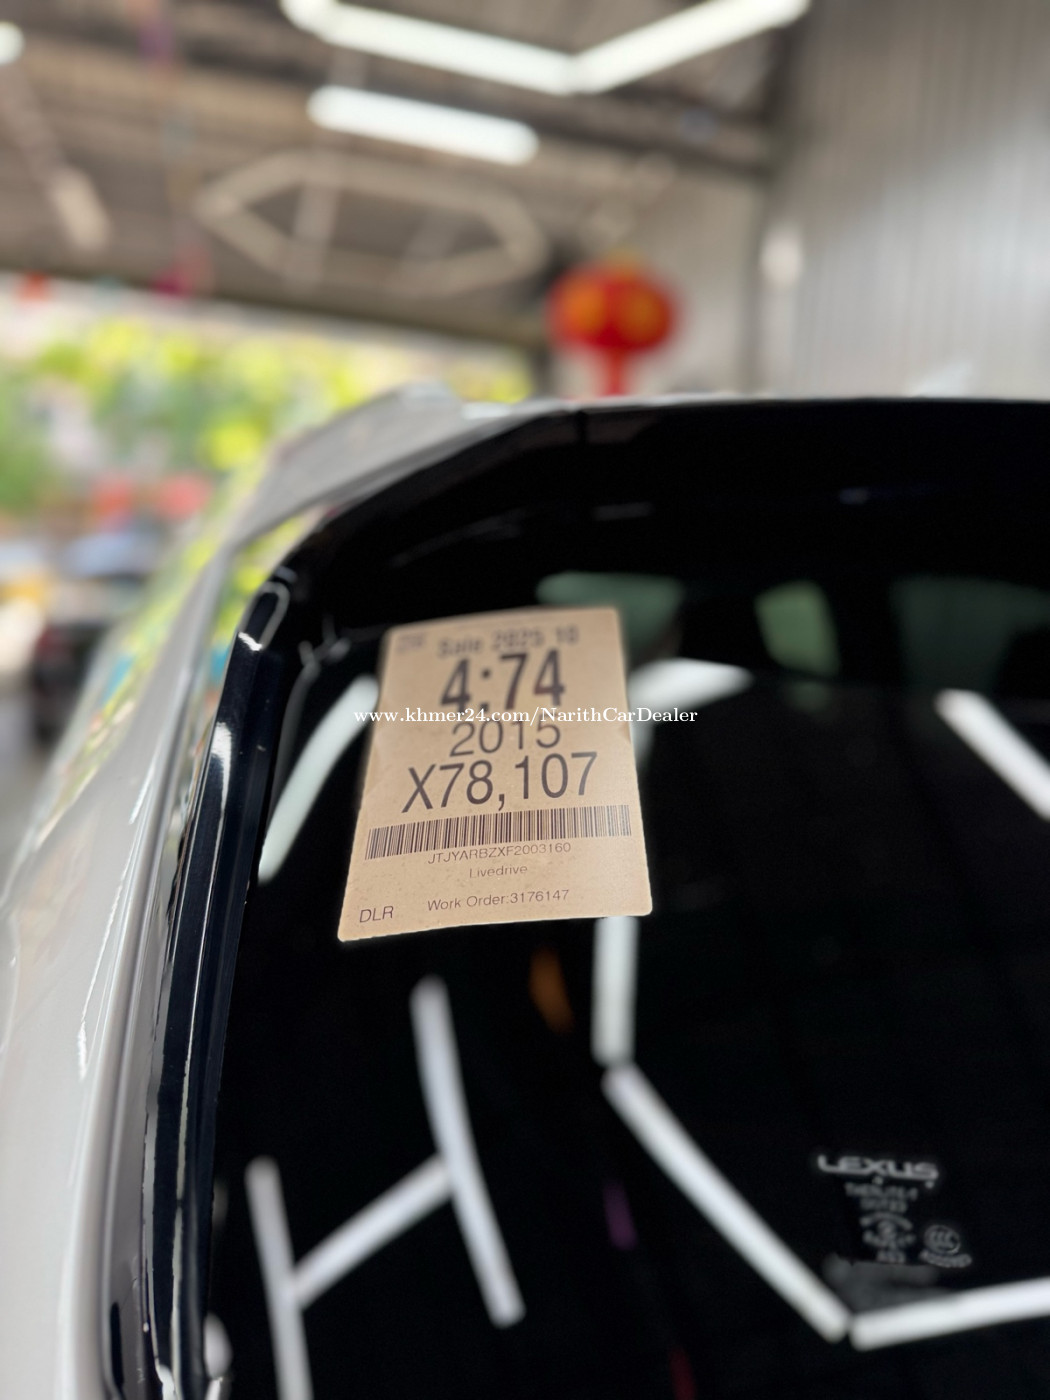 Sale 2025 10
4:74
www.khmer24.com/NarithCarDealer
2015
X78,107
JTJYARBZXF2003160
Livedrive
DLR
Work Order:3176147
LEXUS